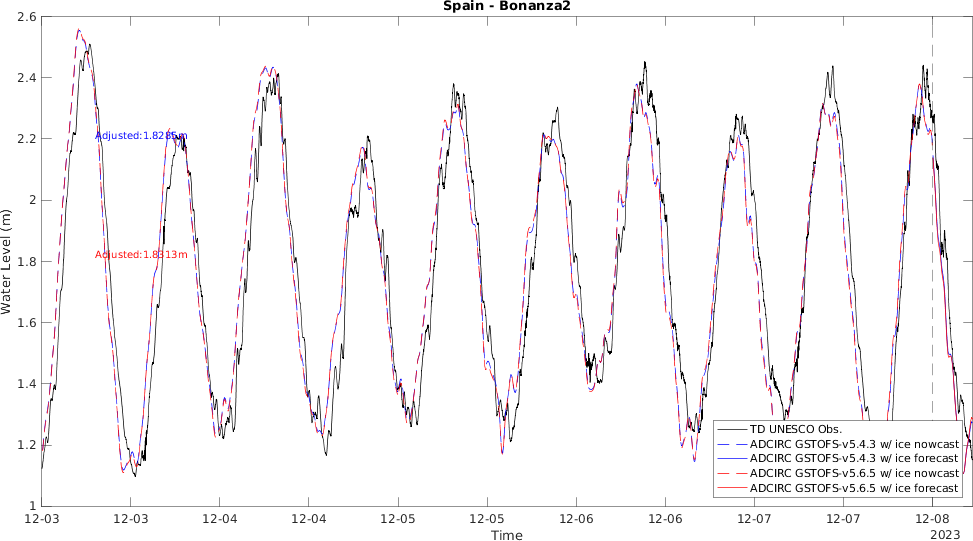 Spain - Bonanza2
2.6
2.4
2.2
2
1.8
1.6
1.4
1.2
1
Water Level (m)
Adjusted:1.8285m
Adjusted:1.8313m
TD UNESCO Obs.
ADCIRC GSTOFS-v5.4.3 w/ ice nowcast
ADCIRC GSTOFS-v5.4.3 w/ ice forecast
ADCIRC GSTOFS-v5.6.5 w/ ice nowcast
ADCIRC GSTOFS-v5.6.5 w/ ice forecast
12-03 12-03 12-04 12-04 12-05 12-05 12-06 12-06 12-07 12-07 12-08
2023
Time